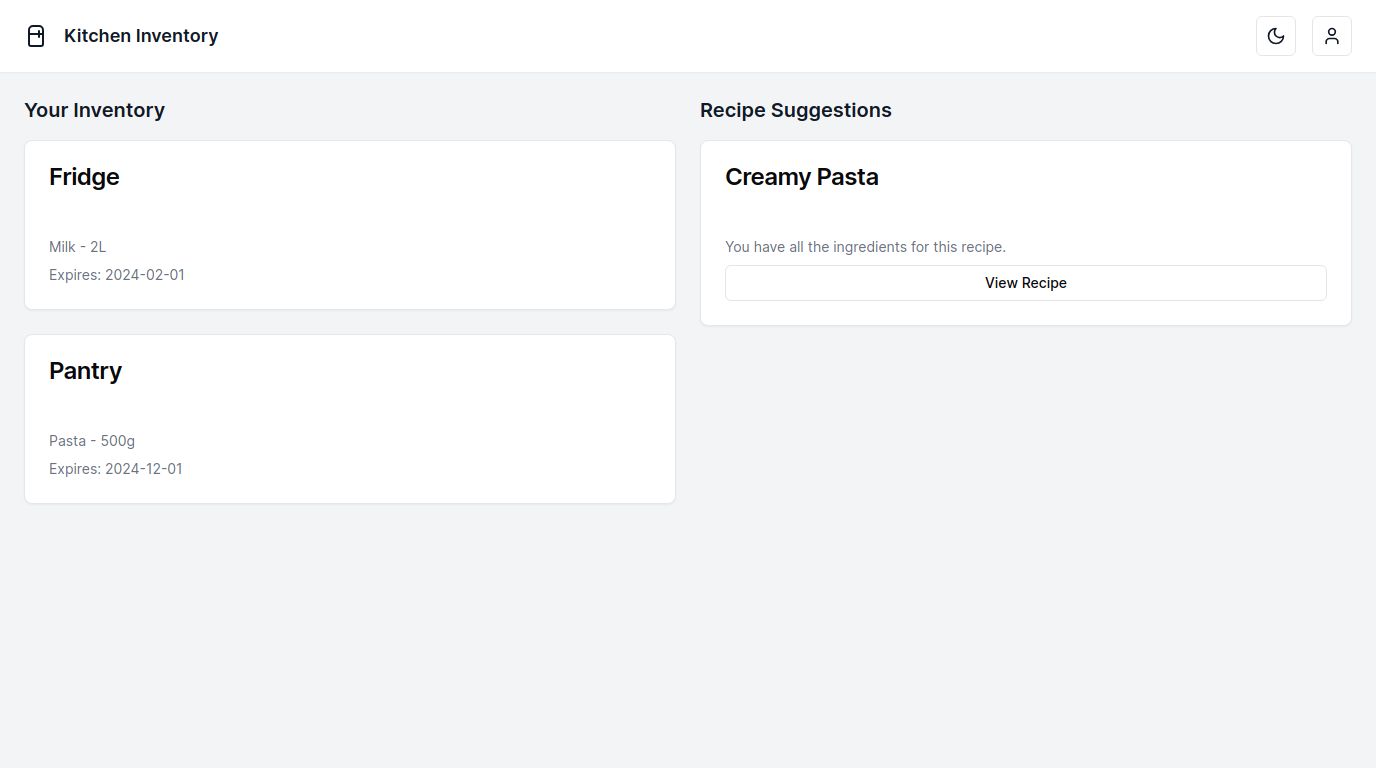 Kitchen Inventory
Your Inventory
Fridge
Milk - 2L
Expires: 2024-02-01
Pantry
Pasta - 500g
Expires: 2024-12-01
Recipe Suggestions
Creamy Pasta
You have all the ingredients for this recipe.
View Recipe